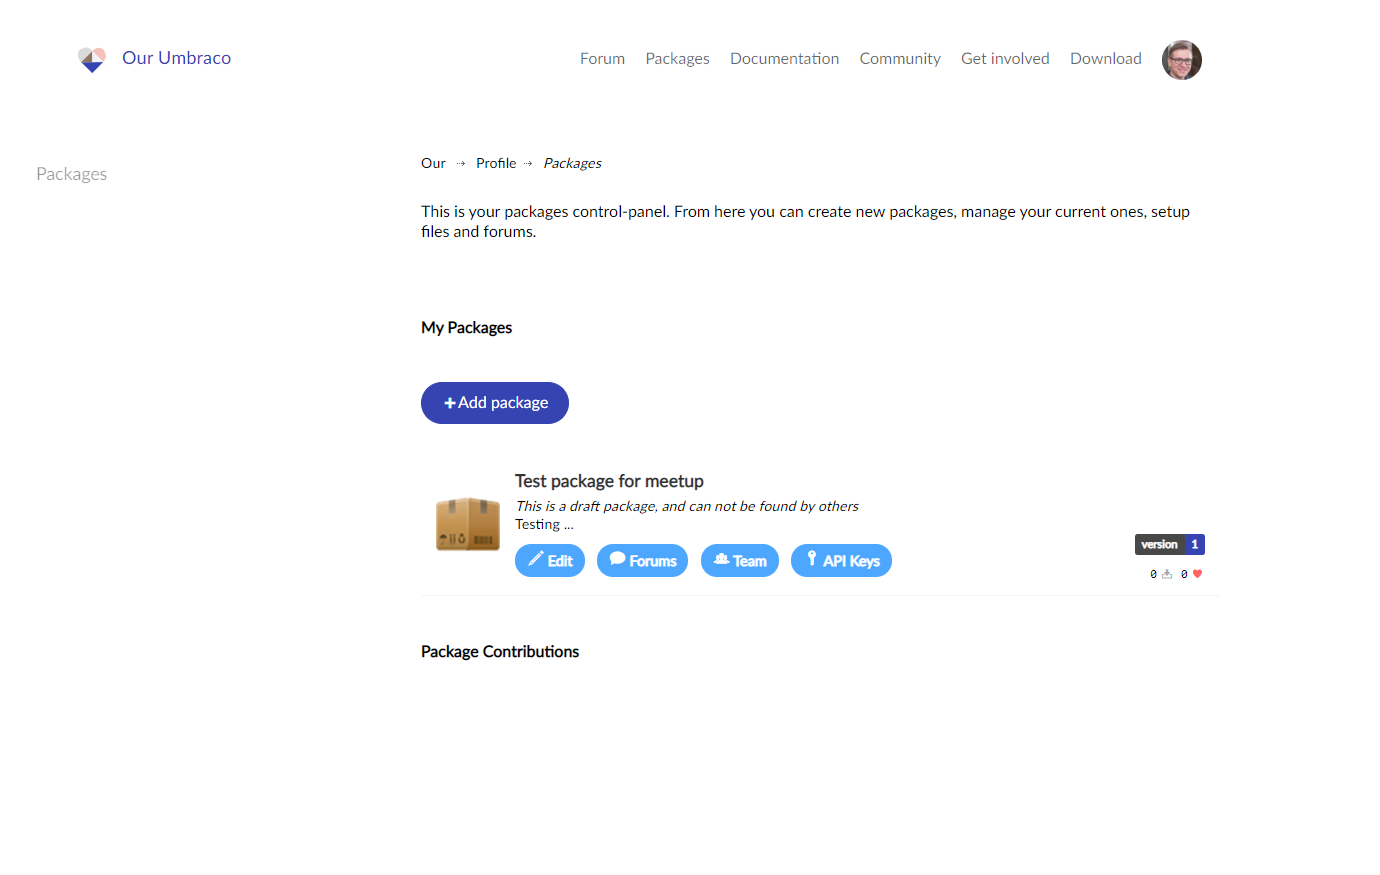 Our Umbraco
Forum Packages Documentation Community Get involved Download
Packages
Our ⇢ Profile ⇢ Packages
This is your packages control-panel. From here you can create new packages, manage your current ones, setup
files and forums.
My Packages
+Add package
Test package for meetup
This is a draft package, and can not be found by others
Testing ...
Edit Forums Team API Keys
version 1
0 0
Package Contributions